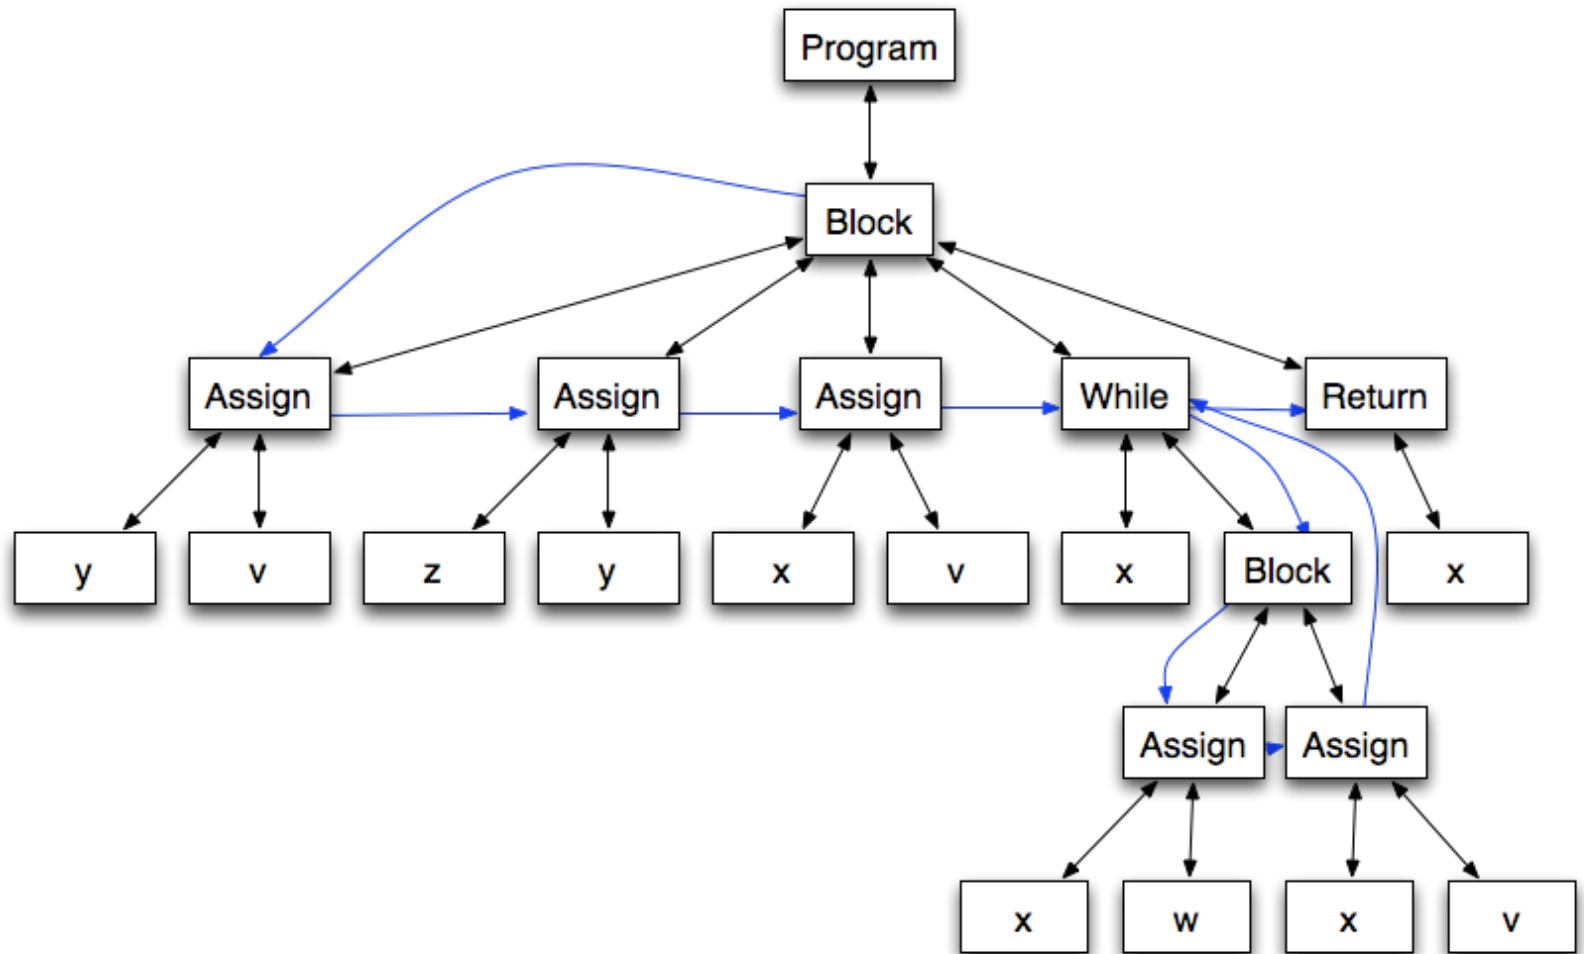 Program
Block
Assign Assign Assign While Return
y v z y x v x Block x
Assign Assign
x w x v